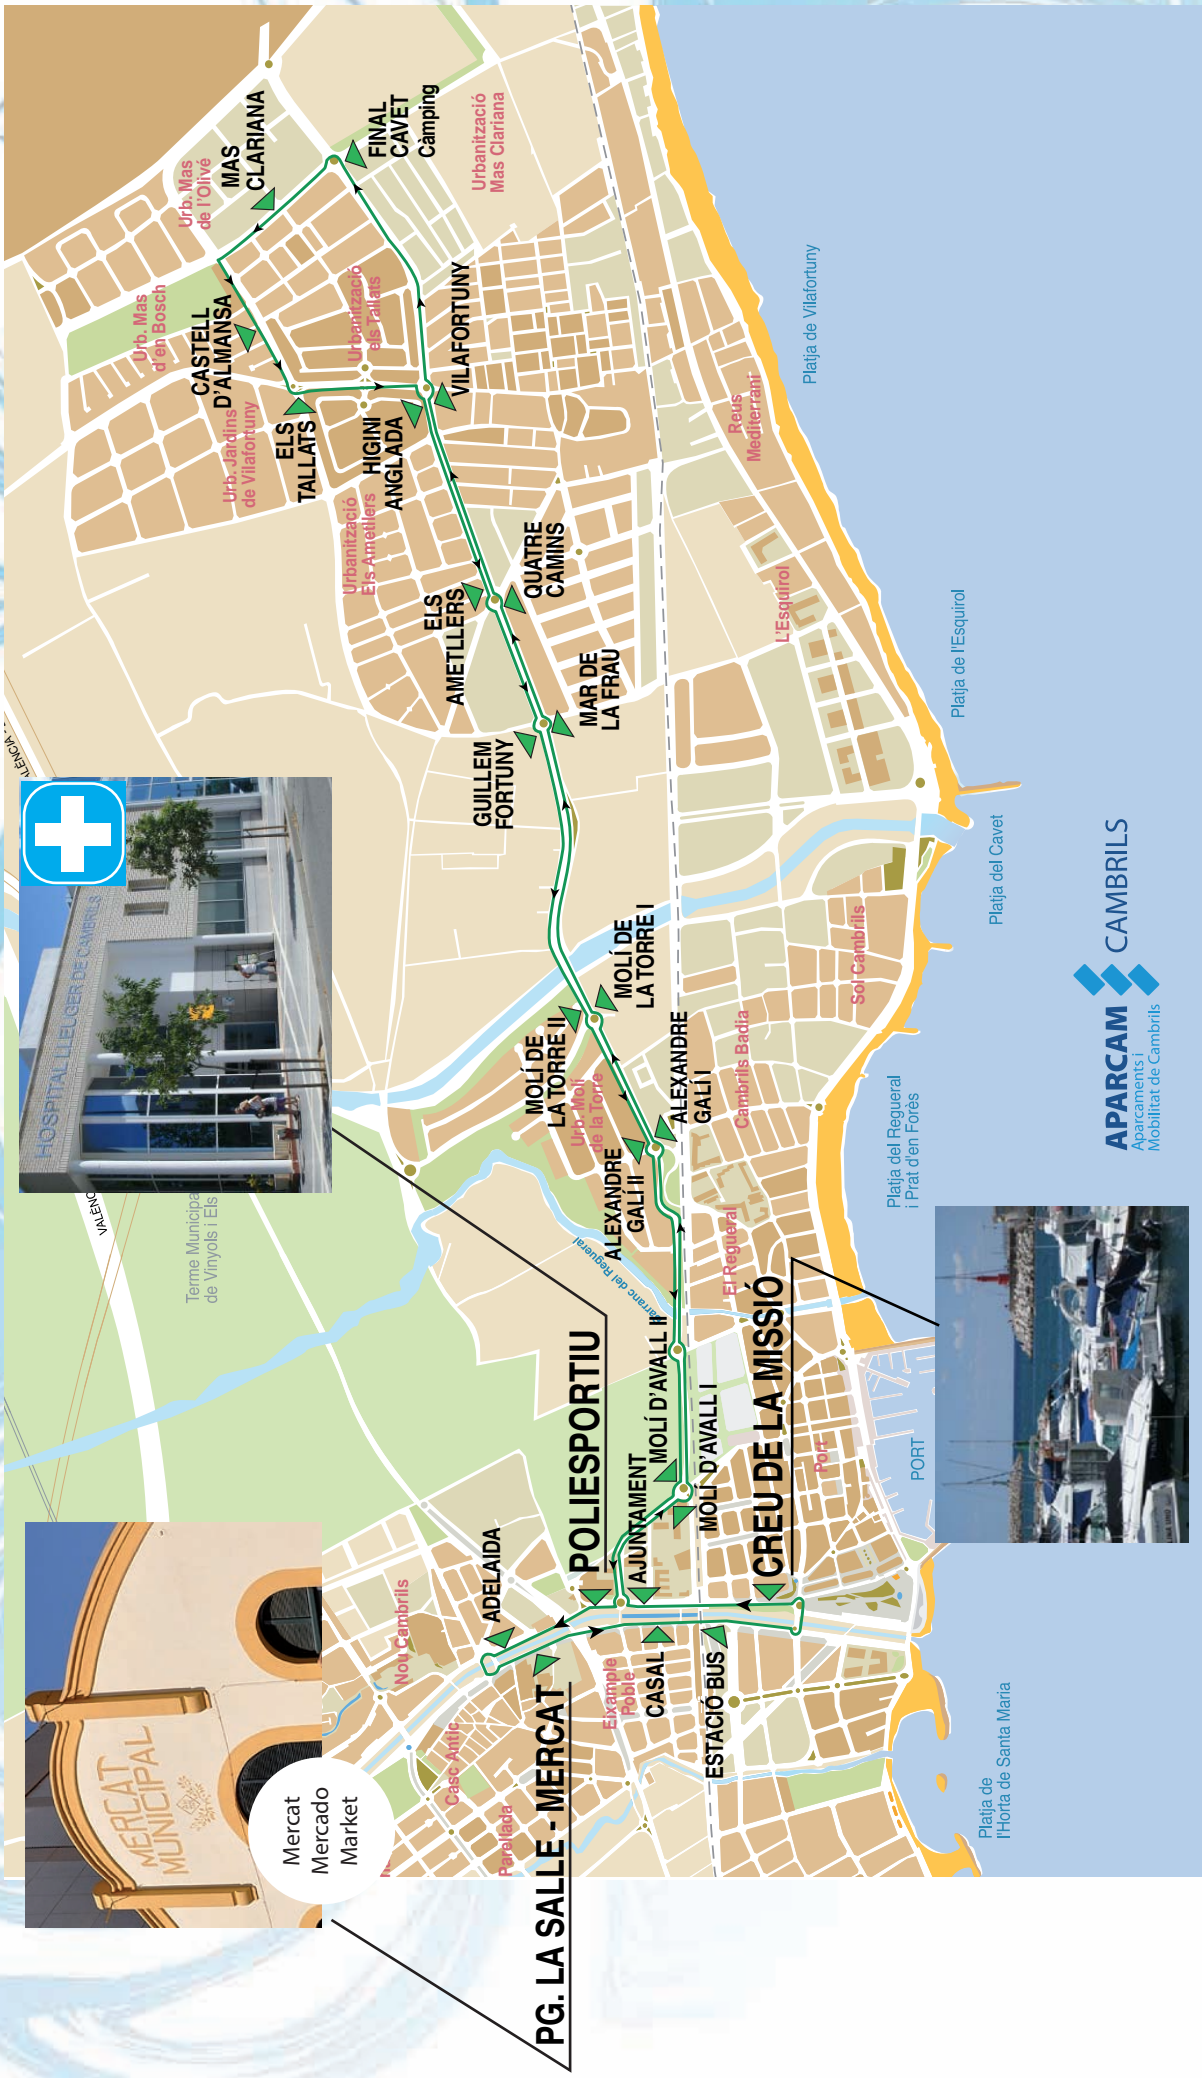 MERCAT
MUNICIPAL
Mercat
Mercado
Market
PG. LA SALLE - MERCAT
HOSPITAL LLEUGER DE CAMBRILS
VALÈNC
Terme Municipa
de Vinyols i Els
Nou Cambrils
Casc Antic
Parellada
Eixample
Poble
ADELAIDA
POLIESPORTIU
AJUNTAMENT
CASAL
ESTACIÓ BUS
CREU DE LA MISSIÓ
MOLÍ D'AVALL II
MOLÍ D'AVALL I
Barranc del Regueral
El Regueral
Port
PORT
ALEXANDRE
GALÍ II
ALEXANDRE
GALÍ I
Urb. Molí
de la Torre
MOLÍ DE
LA TORRE II
MOLÍ DE
LA TORRE I
Cambrils Badia
Sol Cambrils
GUILLEM
FORTUNY
MAR DE
LA FRAU
ELS
AMETLLERS
QUATRE
CAMINS
L'Esquirol
Reus
Mediterrani
Urbanització
Els Ametllers
HIGINI
ANGLADA
VILAFORTUNY
ELS
TALLATS
Urb. Jardins
de Vilafortuny
CASTELL
D'ALMANSA
Urbanització
els Tallats
Urb. Mas
d'en Bosch
Urb. Mas
de l'Olivé
MAS
CLARIANA
FINAL
CAVET
Càmping
Urbanització
Mas Clariana
Platja de
l'Horta de Santa Maria
Platja del Regueral
i Prat d'en Forès
Platja del Cavet
Platja de l'Esquirol
Platja de Vilafortuny
APARCAM CAMBRILS
Aparcaments i
Mobilitat de Cambrils